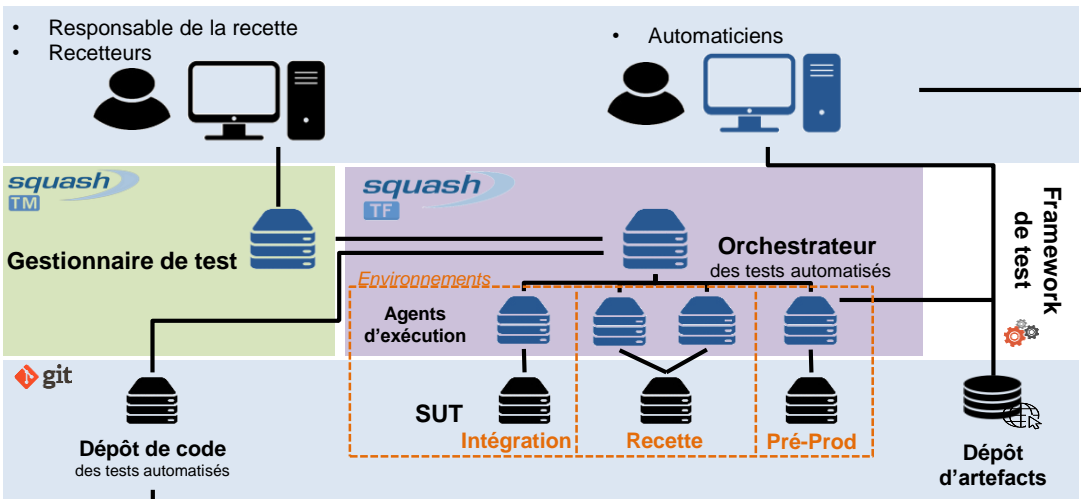 • Responsable de la recette
• Recetteurs
• Automaticiens
squash
TM
squash
TF
Gestionnaire de test
Orchestrateur
des tests automatisés
Framework
de test
Environnements
Agents
d'exécution
git
SUT
Intégration
Recette
Pré-Prod
Dépôt de code
des tests automatisés
Dépôt
d'artefacts